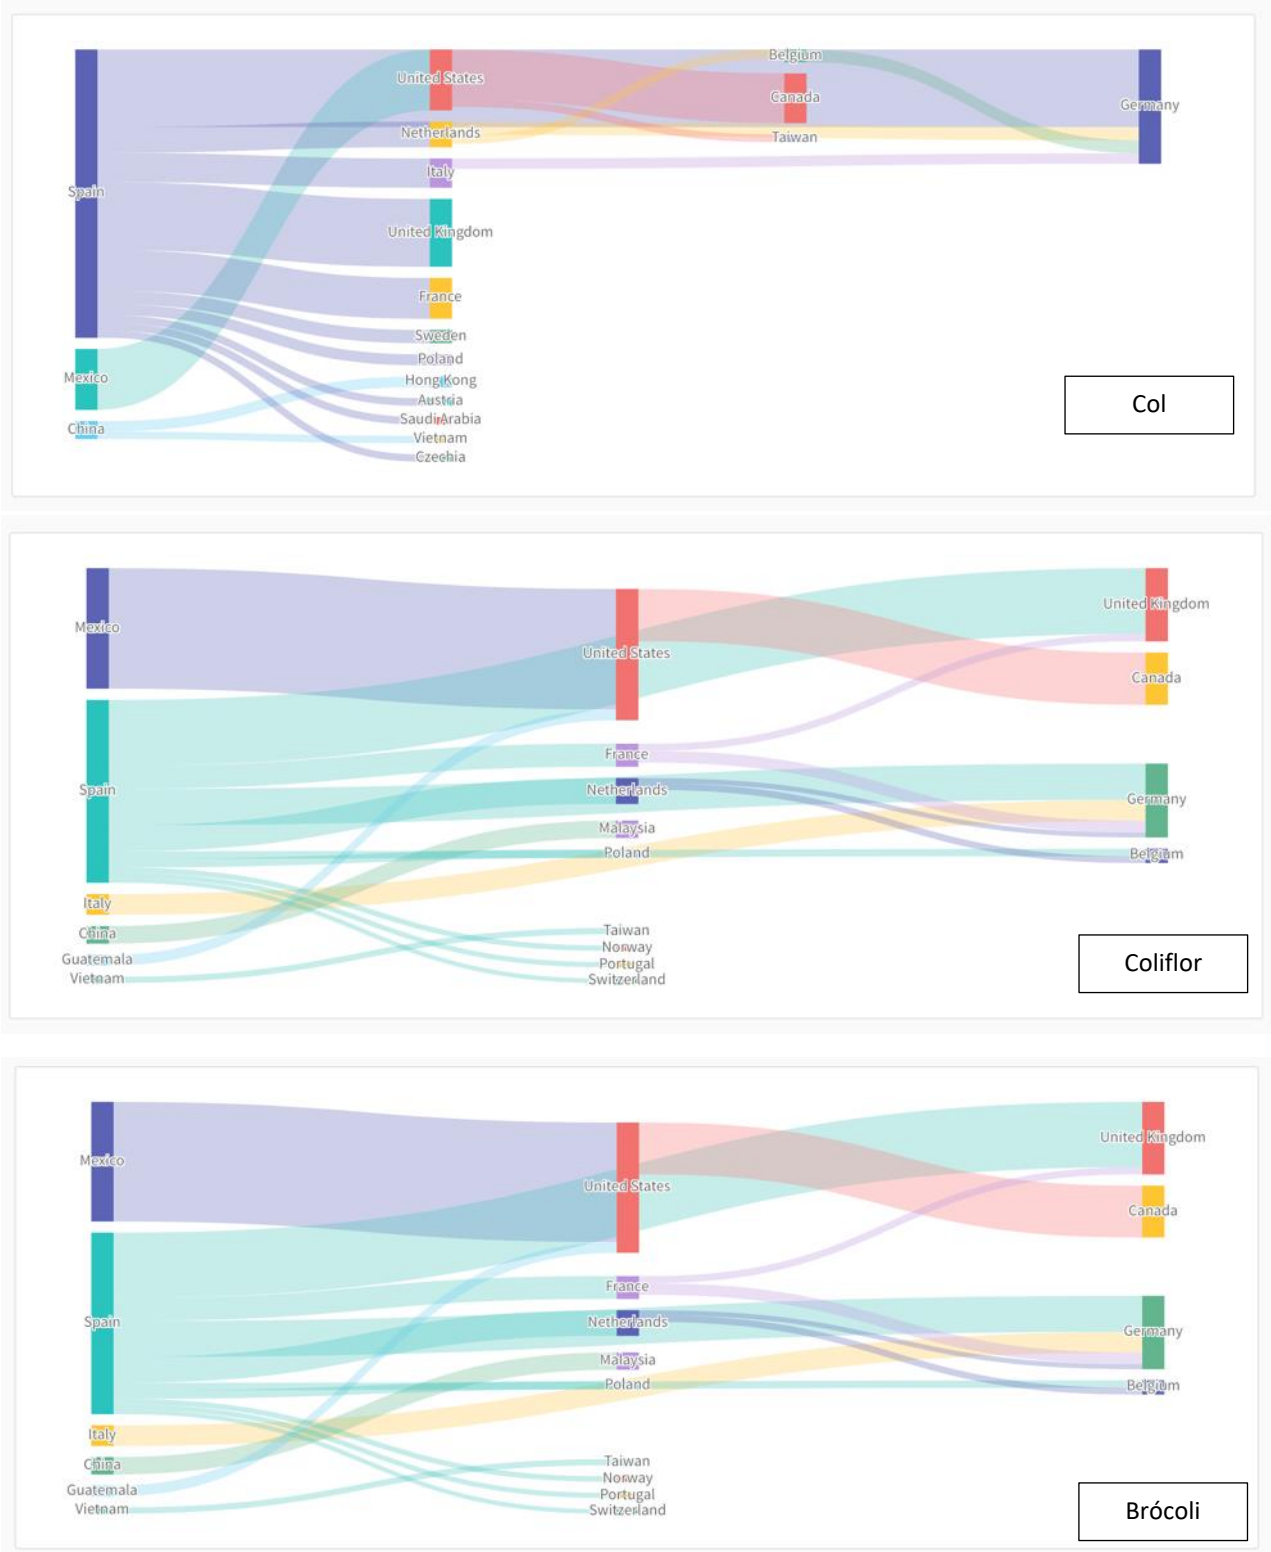 Belgium
United States
Canada
Germany
Netherlands
Taiwan
Italy
Spain
United Kingdom
France
Sweden
Poland
Mexico
Hong Kong
Austria
Saudi Arabia
China
Vietnam
Czechia
Col
United Kingdom
Mexico
United States
Canada
France
Spain
Netherlands
Germany
Malaysia
Poland
Belgium
Italy
China
Taiwan
Norway
Guatemala
Portugal
Vietnam
Switzerland
Coliflor
United Kingdom
Mexico
United States
Canada
France
Spain
Netherlands
Germany
Malaysia
Poland
Belgium
Italy
China
Taiwan
Norway
Guatemala
Portugal
Vietnam
Switzerland
Brócoli